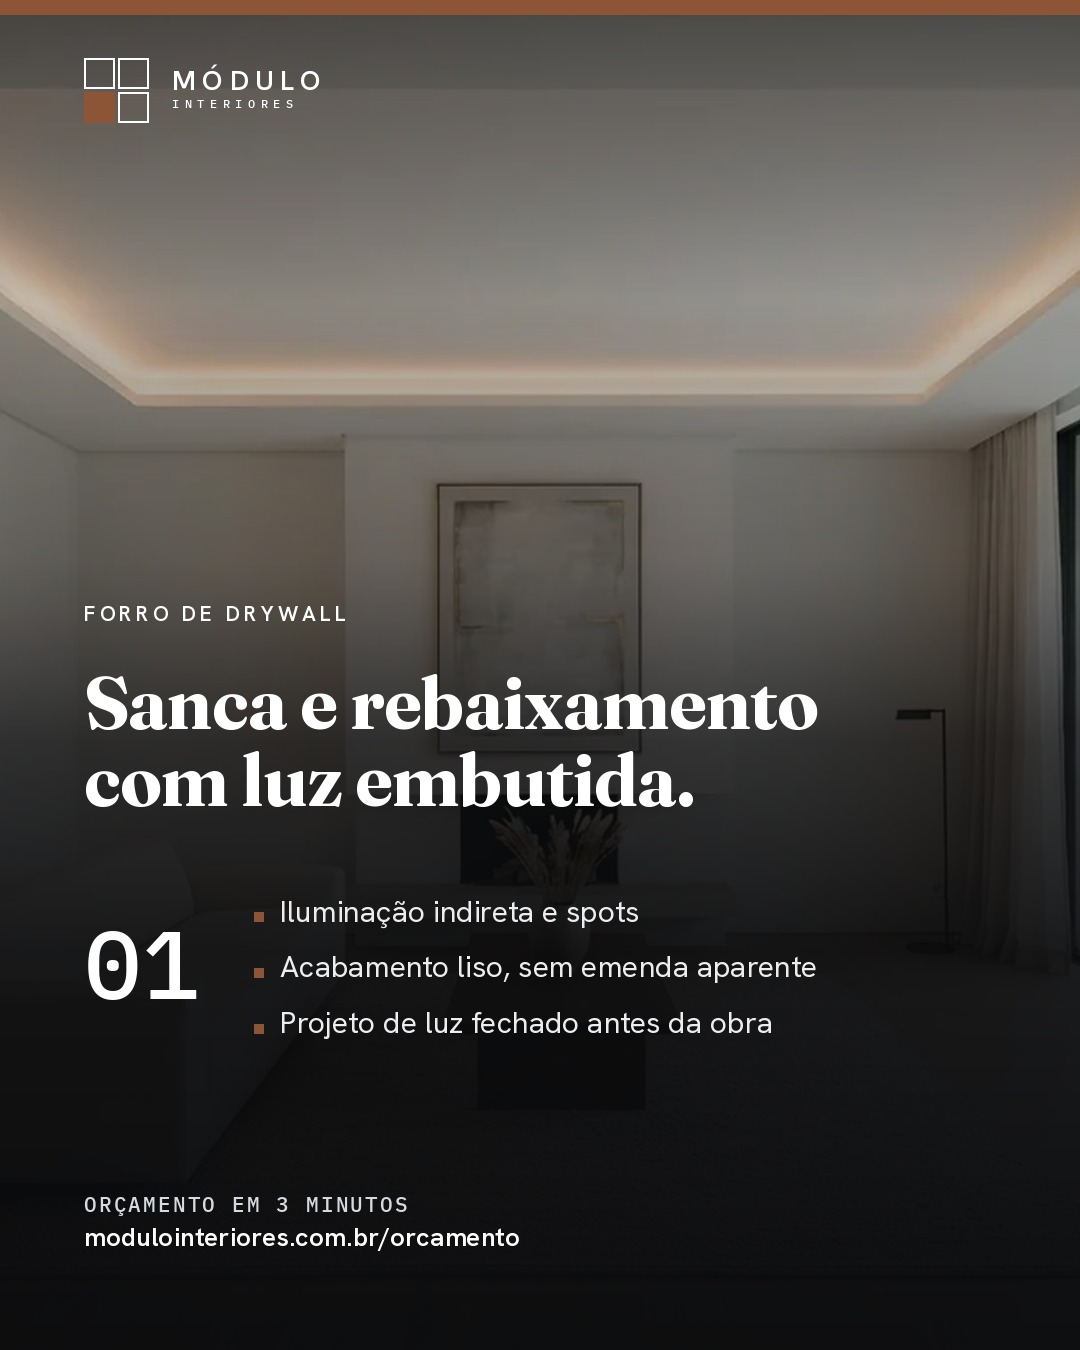 MÓDULO
INTERIORES
FORRO DE DRYWALL
Sanca e rebaixamento
com luz embutida.
01
Iluminação indireta e spots
Acabamento liso, sem emenda aparente
Projeto de luz fechado antes da obra
ORÇAMENTO EM 3 MINUTOS
modulointeriores.com.br/orcamento